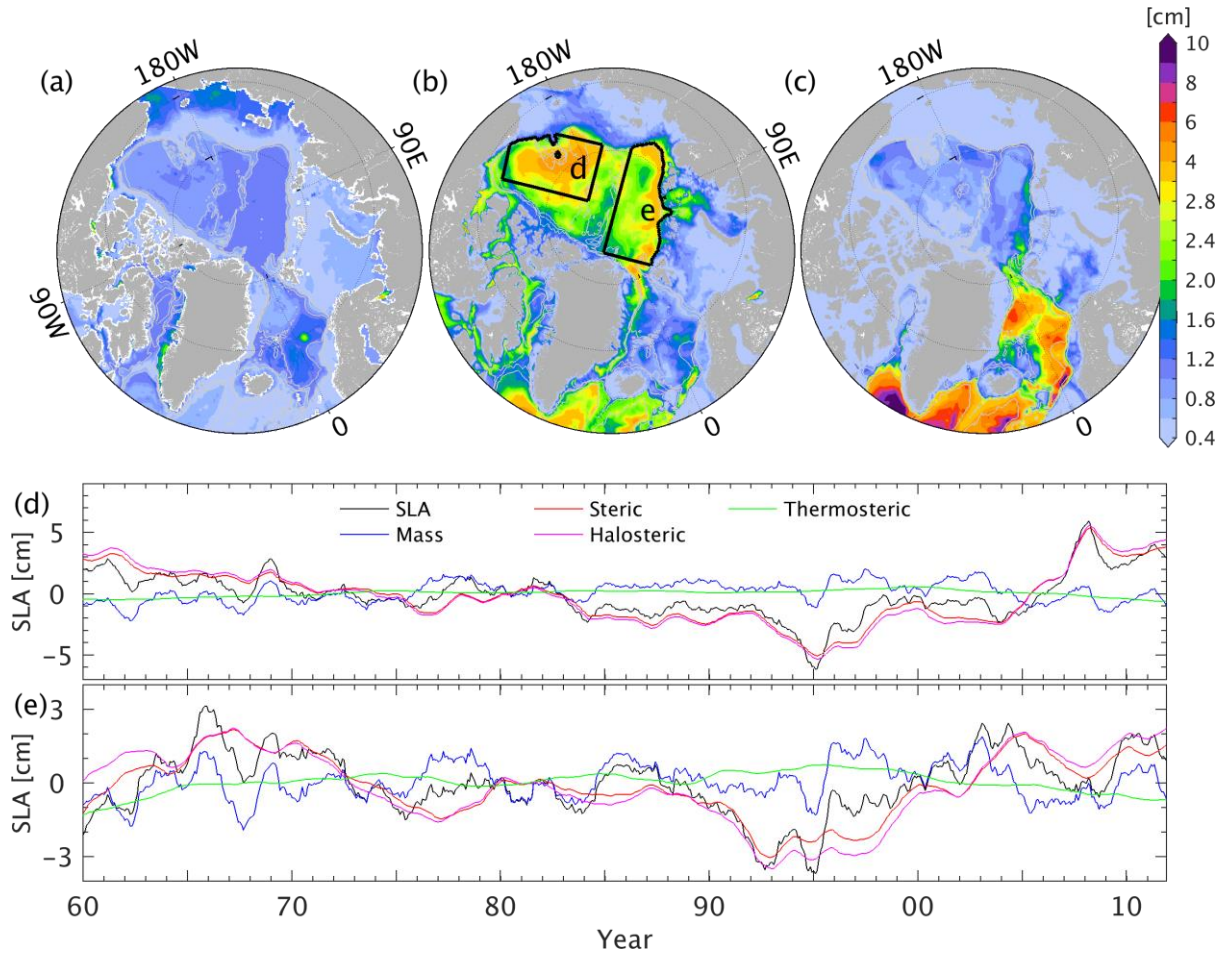 [cm]
(a) 180W 90E 90W
(b) 180W 90E d e 0
(c) 180W 90E 0
10
8
6
4
2.8
2.4
2.0
1.6
1.2
0.8
0.4
(d) SLA Steric Thermosteric
Mass Halosteric
SLA [cm]
5
0
-5
(e)
SLA [cm]
3
0
-3
60 70 80 90 00 10
Year